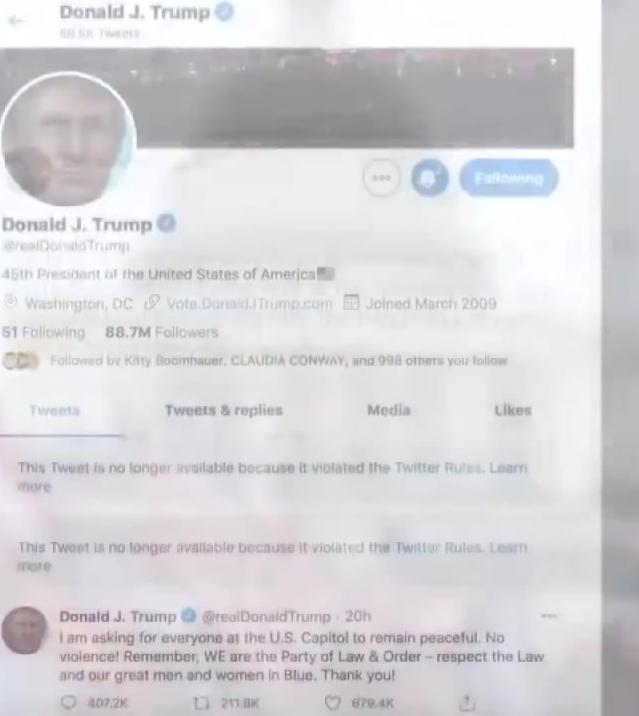 Donald J. Trump
59.6K Tweets
Following
Donald J. Trump
@realDonaldTrump
45th President of the United States of America
Washington, DC Vote.DonaldJTrump.com Joined March 2009
51 Following 88.7M Followers
Followed by Kitty Boomhauer, CLAUDIA CONWAY, and 998 others you follow
Tweets Tweets & replies Media Likes
This Tweet is no longer available because it violated the Twitter Rules. Learn
more
This Tweet is no longer available because it violated the Twitter Rules. Learn
more
Donald J. Trump @realDonaldTrump · 20h
I am asking for everyone at the U.S. Capitol to remain peaceful. No
violence! Remember, WE are the Party of Law & Order – respect the Law
and our great men and women in Blue. Thank you!
407.2K 211.8K 679.4K